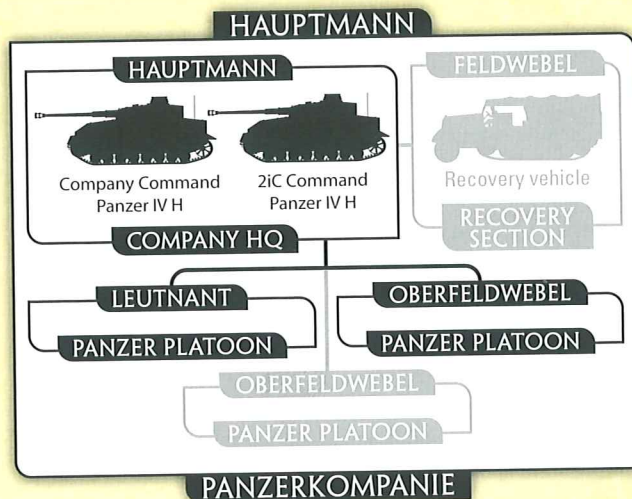 HAUPTMANN
HAUPTMANN
Company Command
Panzer IV H
2iC Command
Panzer IV H
COMPANY HQ
FELDWEBEL
Recovery vehicle
RECOVERY
SECTION
LEUTNANT
PANZER PLATOON
OBERFELDWEBEL
PANZER PLATOON
OBERFELDWEBEL
PANZER PLATOON
PANZERKOMPANIE